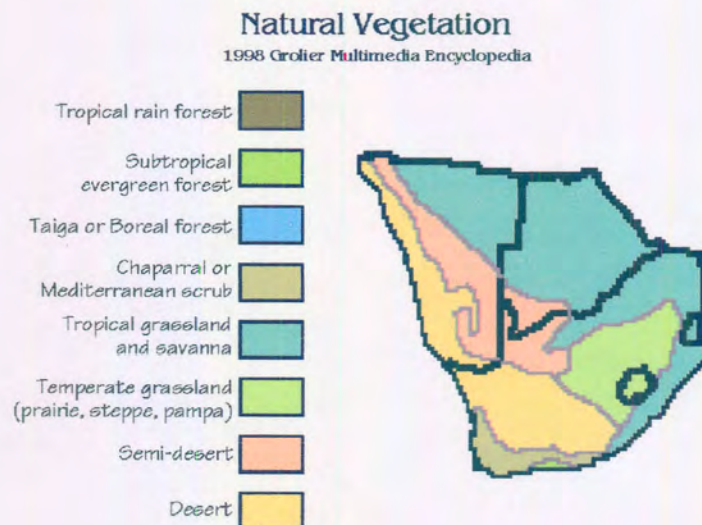 Natural Vegetation
1998 Grolier Multimedia Encyclopedia
Tropical rain forest
Subtropical
evergreen forest
Taiga or Boreal forest
Chaparral or
Mediterranean scrub
Tropical grassland
and savanna
Temperate grassland
(prairie, steppe, pampa)
Semi-desert
Desert